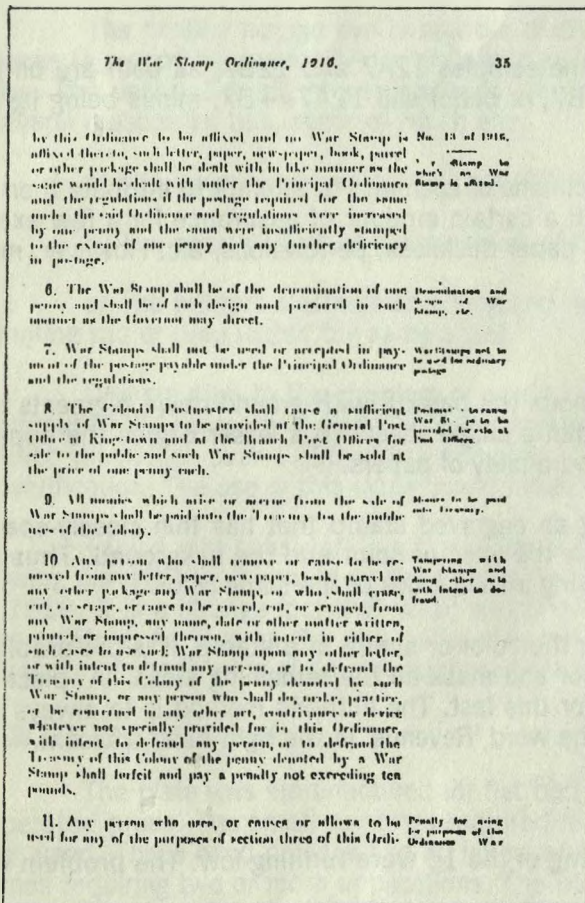 The War Stamp Ordinance, 1916. 35
by this Ordinance to be affixed and no War Stamp is
affixed thereto, such letter, paper, newspaper, book, parcel
or other package shall be dealt with in like manner as the
same would be dealt with under the Principal Ordinance
and the regulations if the postage required for the same
under the said Ordinance and regulations were increased
by one penny and the same were insufficiently stamped
to the extent of one penny and any further deficiency
in postage.
No. 13 of 1916.
Stamp to
which no War
Stamp is affixed.
6. The War Stamp shall be of the denomination of one
penny and shall be of such design and procured in such
manner as the Governor may direct.
Denomination and
design of War
Stamp, etc.
7. War Stamps shall not be used or accepted in pay-
ment of the postage payable under the Principal Ordinance
and the regulations.
War Stamps not to
be used for ordinary
postage
8. The Colonial Postmaster shall cause a sufficient
supply of War Stamps to be provided at the General Post
Office at Kingstown and at the Branch Post Offices for
sale to the public and such War Stamps shall be sold at
the price of one penny each.
to cause
War to be
provided for sale at
Post Offices.
9. All monies which arise or accrue from the sale of
War Stamps shall be paid into the Treasury for the public
uses of the Colony.
Monies to be paid
into Treasury.
10 Any person who shall remove or cause to be re-
moved from any letter, paper, newspaper, book, parcel or
any other package any War Stamp, or who shall erase,
cut, or scrape, or cause to be erased, cut, or scraped, from
any War Stamp, any name, date or other matter written,
printed, or impressed thereon, with intent in either of
such cases to use such War Stamp upon any other letter,
or with intent to defraud any person, or to defraud the
Treasury of this Colony of the penny denoted by such
War Stamp, or any person who shall do, make, practice,
or be concerned in any other act, contrivance or device
whatever not specially provided for in this Ordinance,
with intent to defraud any person, or to defraud the
Treasury of this Colony of the penny denoted by a War
Stamp shall forfeit and pay a penalty not exceeding ten
pounds.
Tampering with
War Stamps and
doing other acts
with intent to de-
fraud.
11. Any person who uses, or causes or allows to be
used for any of the purposes of section three of this Ordi-
Penalty for using
for purposes of this
Ordinance War